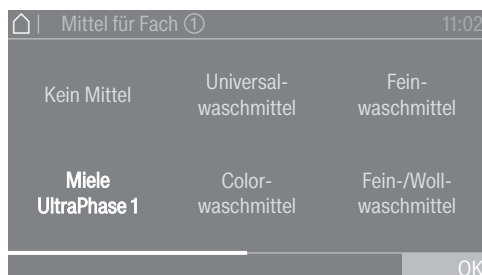 Mittel für Fach ① 11:02
Kein Mittel
Universal-
waschmittel
Fein-
waschmittel
Miele
UltraPhase 1
Color-
waschmittel
Fein-/Woll-
waschmittel
OK